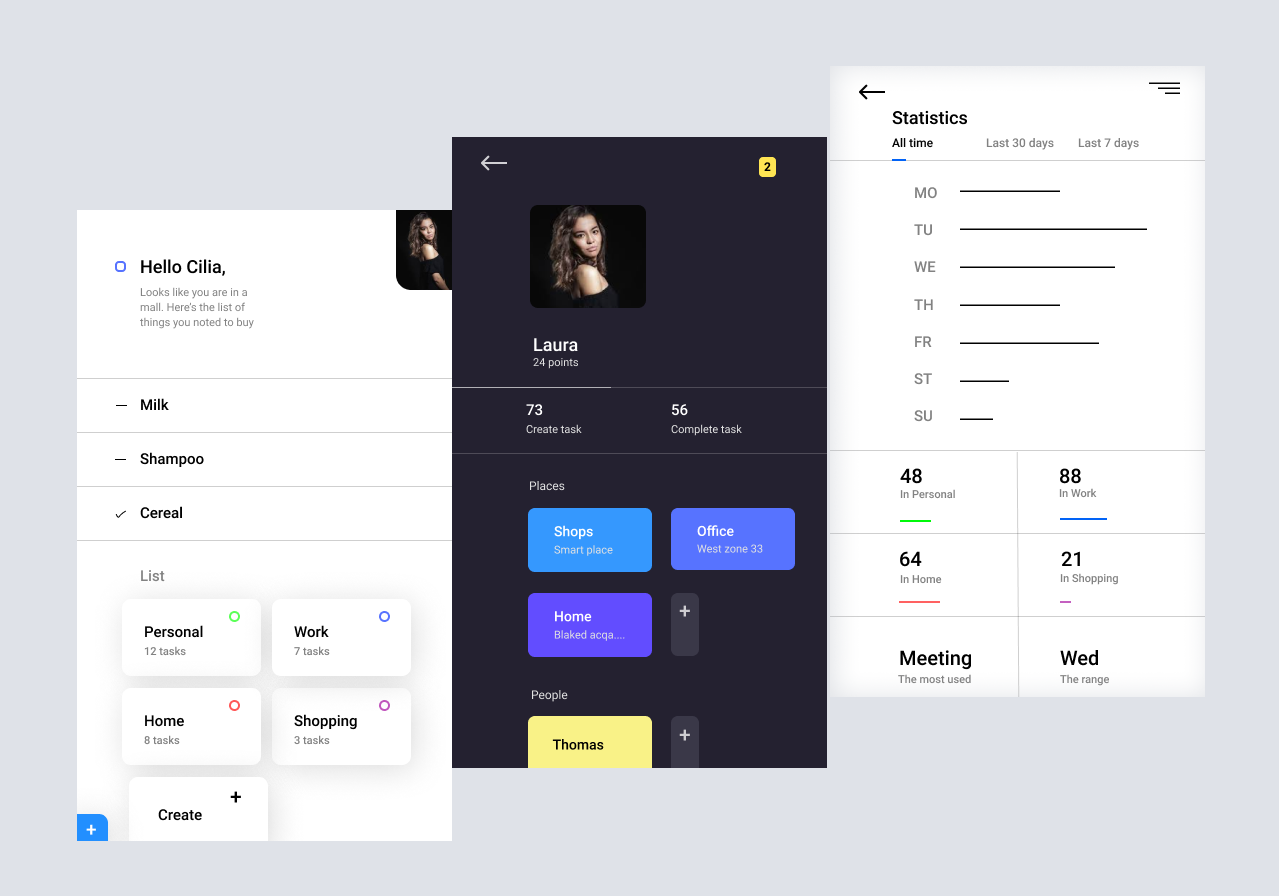 Hello Cilia,
Looks like you are in a
mall. Here's the list of
things you noted to buy
Milk
Shampoo
Cereal
List
Personal
12 tasks
Work
7 tasks
Home
8 tasks
Shopping
3 tasks
+
Create
+
2
Laura
24 points
73
Create task
56
Complete task
Places
Shops
Smart place
Office
West zone 33
Home
Blaked acqa....
+
People
Thomas
+
Statistics
All time
Last 30 days
Last 7 days
MO
TU
WE
TH
FR
ST
SU
48
In Personal
88
In Work
64
In Home
21
In Shopping
Meeting
The most used
Wed
The range